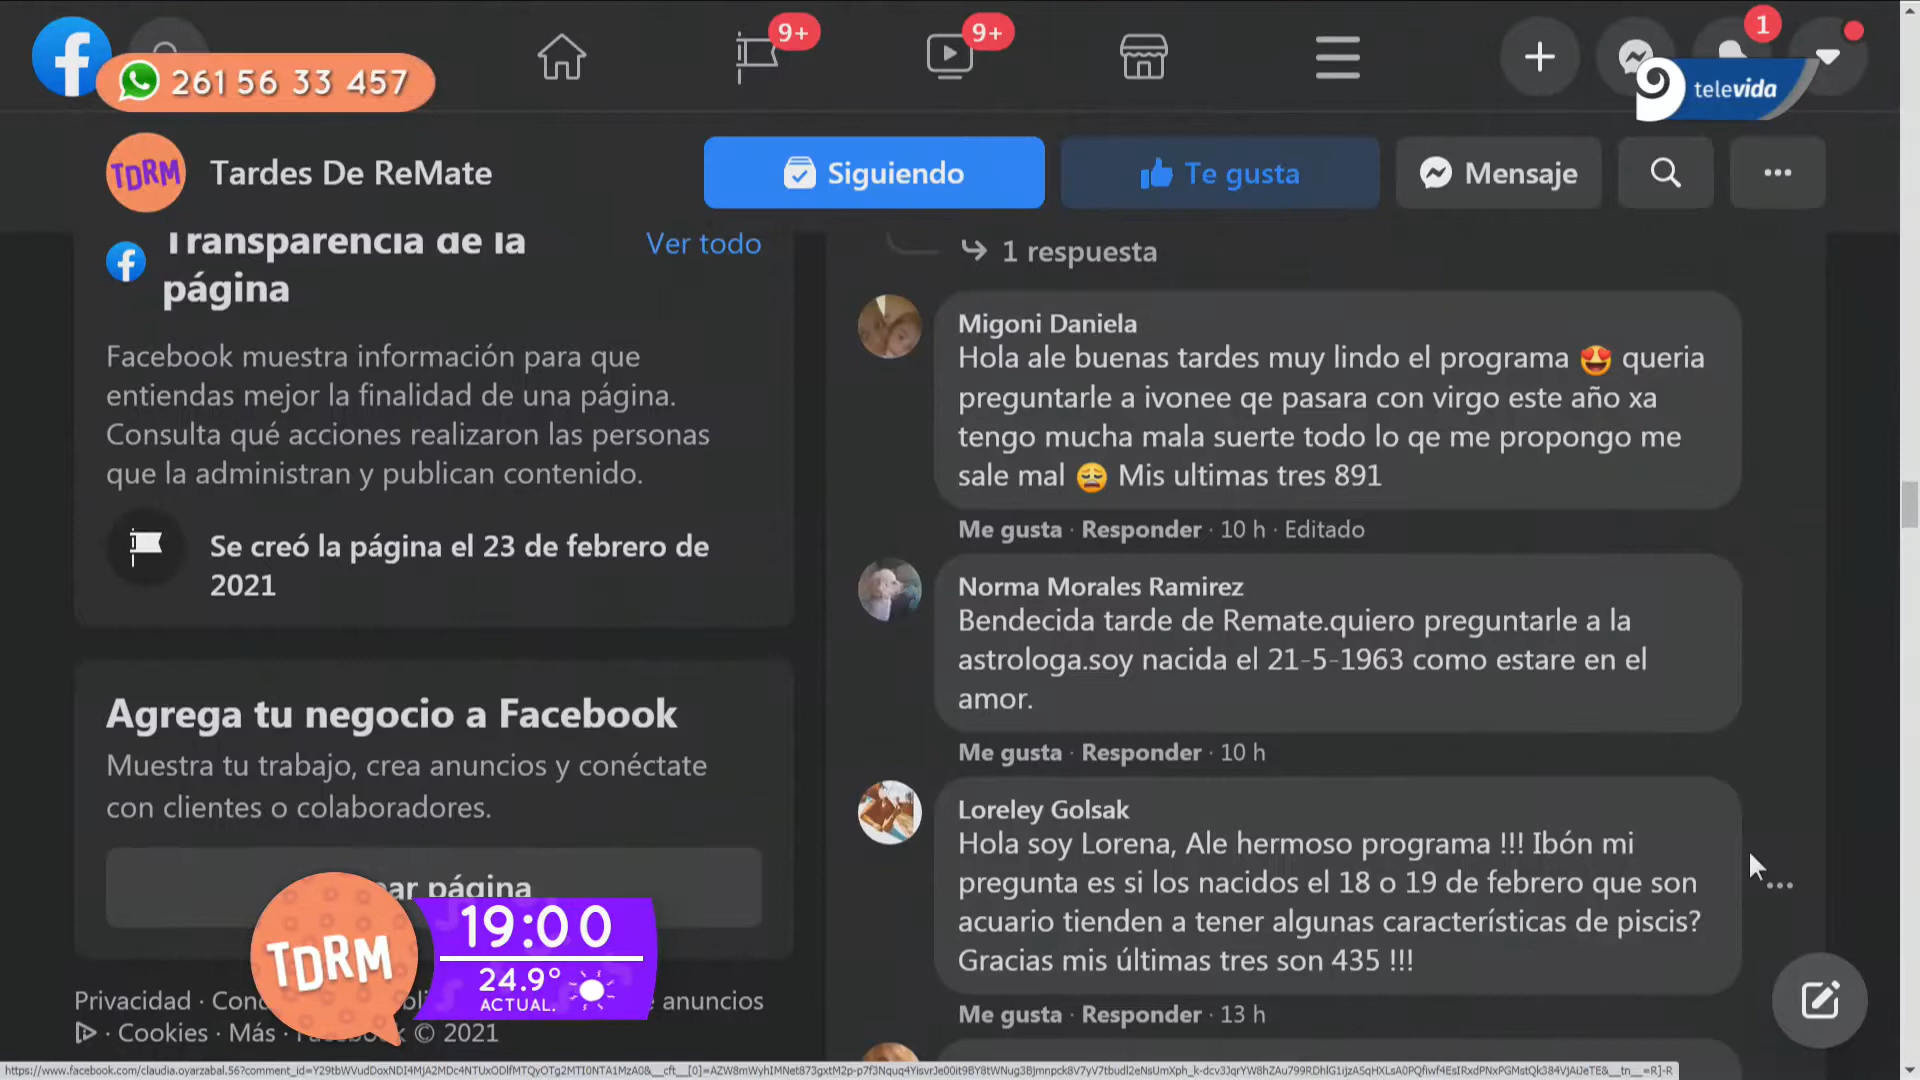 9+
9+
1
261 56 33 457
televida
TDRM
Tardes De ReMate
Siguiendo
Te gusta
Mensaje
Transparencia de la
página
Ver todo
Facebook muestra información para que
entiendas mejor la finalidad de una página.
Consulta qué acciones realizaron las personas
que la administran y publican contenido.
Se creó la página el 23 de febrero de
2021
Agrega tu negocio a Facebook
Muestra tu trabajo, crea anuncios y conéctate
con clientes o colaboradores.
página
TDRM
19:00
24.9°
ACTUAL.
Privacidad · anuncios
· Cookies · Más · Facebook © 2021
1 respuesta
Migoni Daniela
Hola ale buenas tardes muy lindo el programa 😍 queria
preguntarle a ivonee qe pasara con virgo este año xa
tengo mucha mala suerte todo lo qe me propongo me
sale mal 😩 Mis ultimas tres 891
Me gusta · Responder · 10 h · Editado
Norma Morales Ramirez
Bendecida tarde de Remate.quiero preguntarle a la
astrologa.soy nacida el 21-5-1963 como estare en el
amor.
Me gusta · Responder · 10 h
Loreley Golsak
Hola soy Lorena, Ale hermoso programa !!! Ibón mi
pregunta es si los nacidos el 18 o 19 de febrero que son
acuario tienden a tener algunas características de piscis?
Gracias mis últimas tres son 435 !!!
Me gusta · Responder · 13 h